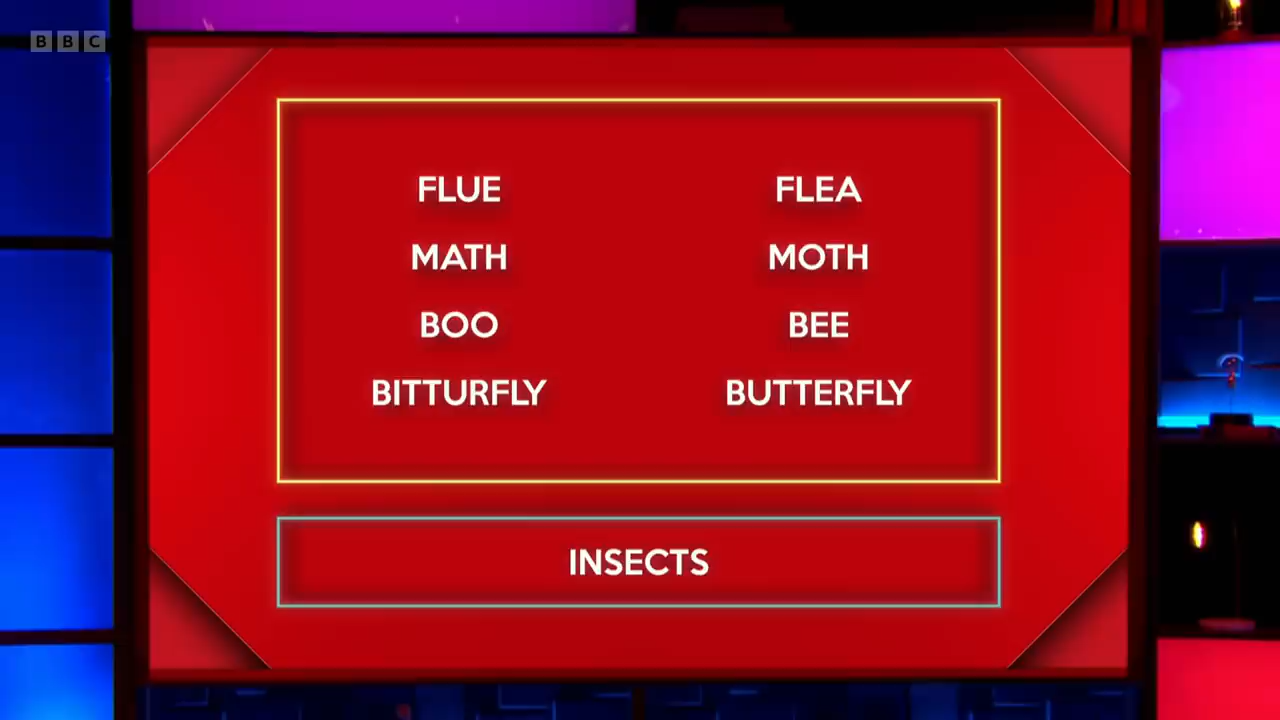 BBC
FLUE FLEA
MATH MOTH
BOO BEE
BITTURFLY BUTTERFLY
INSECTS